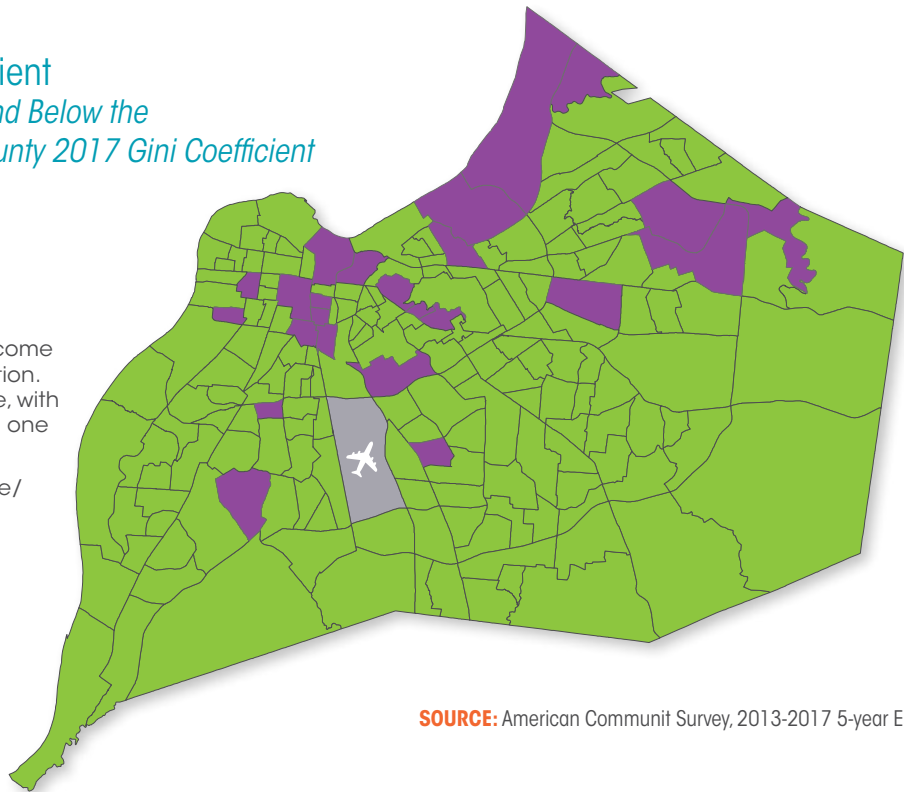 ient
nd Below the
unty 2017 Gini Coefficient
come
tion.
e, with
one
e/
SOURCE: American Communit Survey, 2013-2017 5-year E